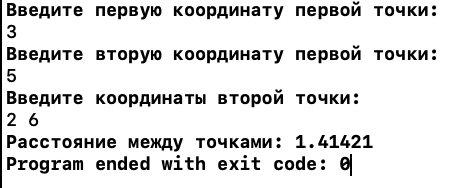 Введите первую координату первой точки:
3
Введите вторую координату первой точки:
5
Введите координаты второй точки:
2 6
Расстояние между точками: 1.41421
Program ended with exit code: 0